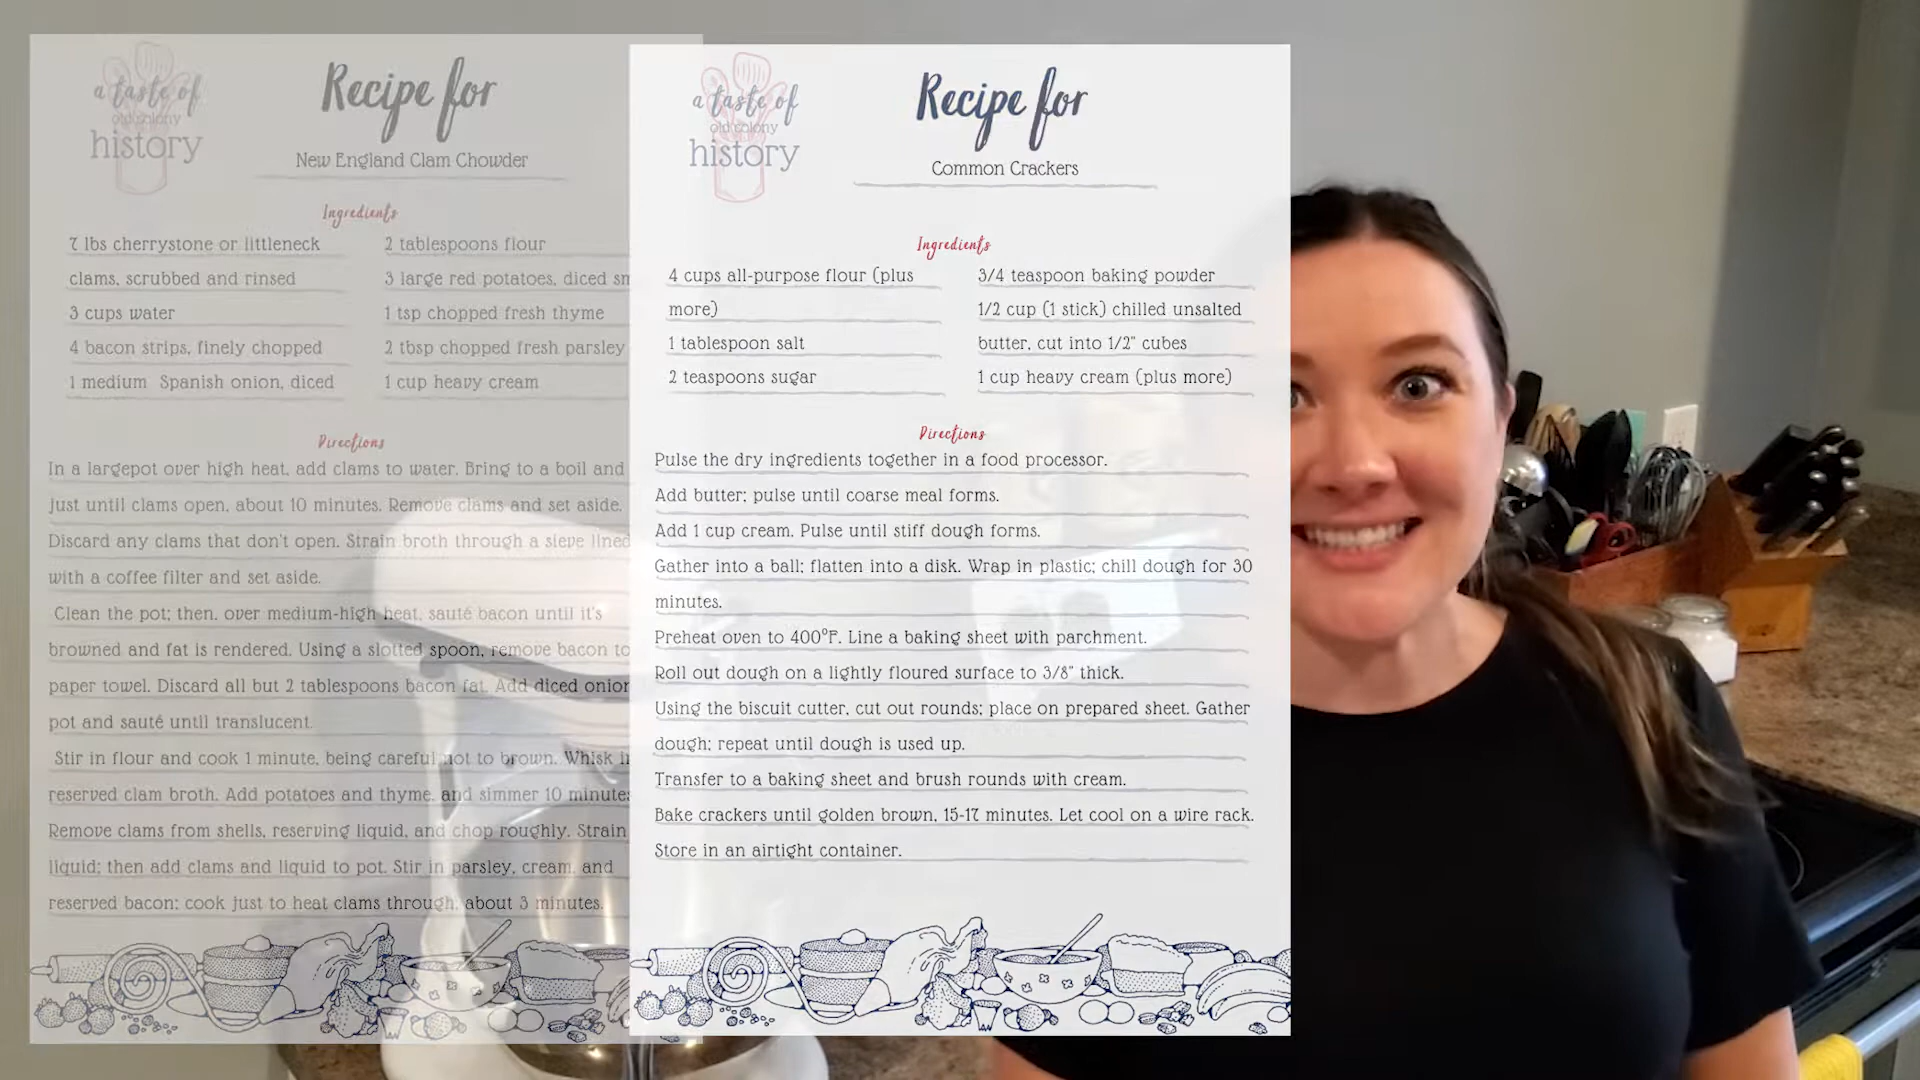 a taste of
old colony
history
Recipe for
New England Clam Chowder
Ingredients
7 lbs cherrystone or littleneck
clams, scrubbed and rinsed
3 cups water
4 bacon strips, finely chopped
1 medium Spanish onion, diced
2 tablespoons flour
3 large red potatoes, diced sm
1 tsp chopped fresh thyme
2 tbsp chopped fresh parsley
1 cup heavy cream
Directions
In a largepot over high heat, add clams to water. Bring to a boil and
just until clams open, about 10 minutes. Remove clams and set aside.
Discard any clams that don't open. Strain broth through a sieve lined
with a coffee filter and set aside.
Clean the pot; then, over medium-high heat, sauté bacon until it's
browned and fat is rendered. Using a slotted spoon, remove bacon to
paper towel. Discard all but 2 tablespoons bacon fat. Add diced onion
pot and sauté until translucent.
Stir in flour and cook 1 minute, being careful not to brown. Whisk i
reserved clam broth. Add potatoes and thyme, and simmer 10 minutes
Remove clams from shells, reserving liquid, and chop roughly. Strain
liquid; then add clams and liquid to pot. Stir in parsley, cream, and
reserved bacon; cook just to heat clams through, about 3 minutes.
a taste of
old colony
history
Recipe for
Common Crackers
Ingredients
4 cups all-purpose flour (plus
more)
1 tablespoon salt
2 teaspoons sugar
3/4 teaspoon baking powder
1/2 cup (1 stick) chilled unsalted
butter, cut into 1/2" cubes
1 cup heavy cream (plus more)
Directions
Pulse the dry ingredients together in a food processor.
Add butter; pulse until coarse meal forms.
Add 1 cup cream. Pulse until stiff dough forms.
Gather into a ball; flatten into a disk. Wrap in plastic; chill dough for 30
minutes.
Preheat oven to 400°F. Line a baking sheet with parchment.
Roll out dough on a lightly floured surface to 3/8" thick.
Using the biscuit cutter, cut out rounds; place on prepared sheet. Gather
dough; repeat until dough is used up.
Transfer to a baking sheet and brush rounds with cream.
Bake crackers until golden brown, 15-17 minutes. Let cool on a wire rack.
Store in an airtight container.